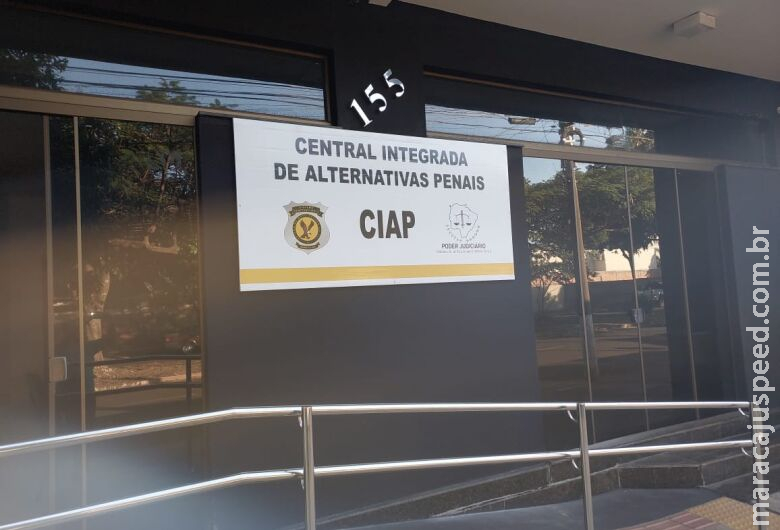 155
CENTRAL INTEGRADA
DE ALTERNATIVAS PENAIS
CIAP
PODER JUDICIÁRIO
maracajuspeed.com.br